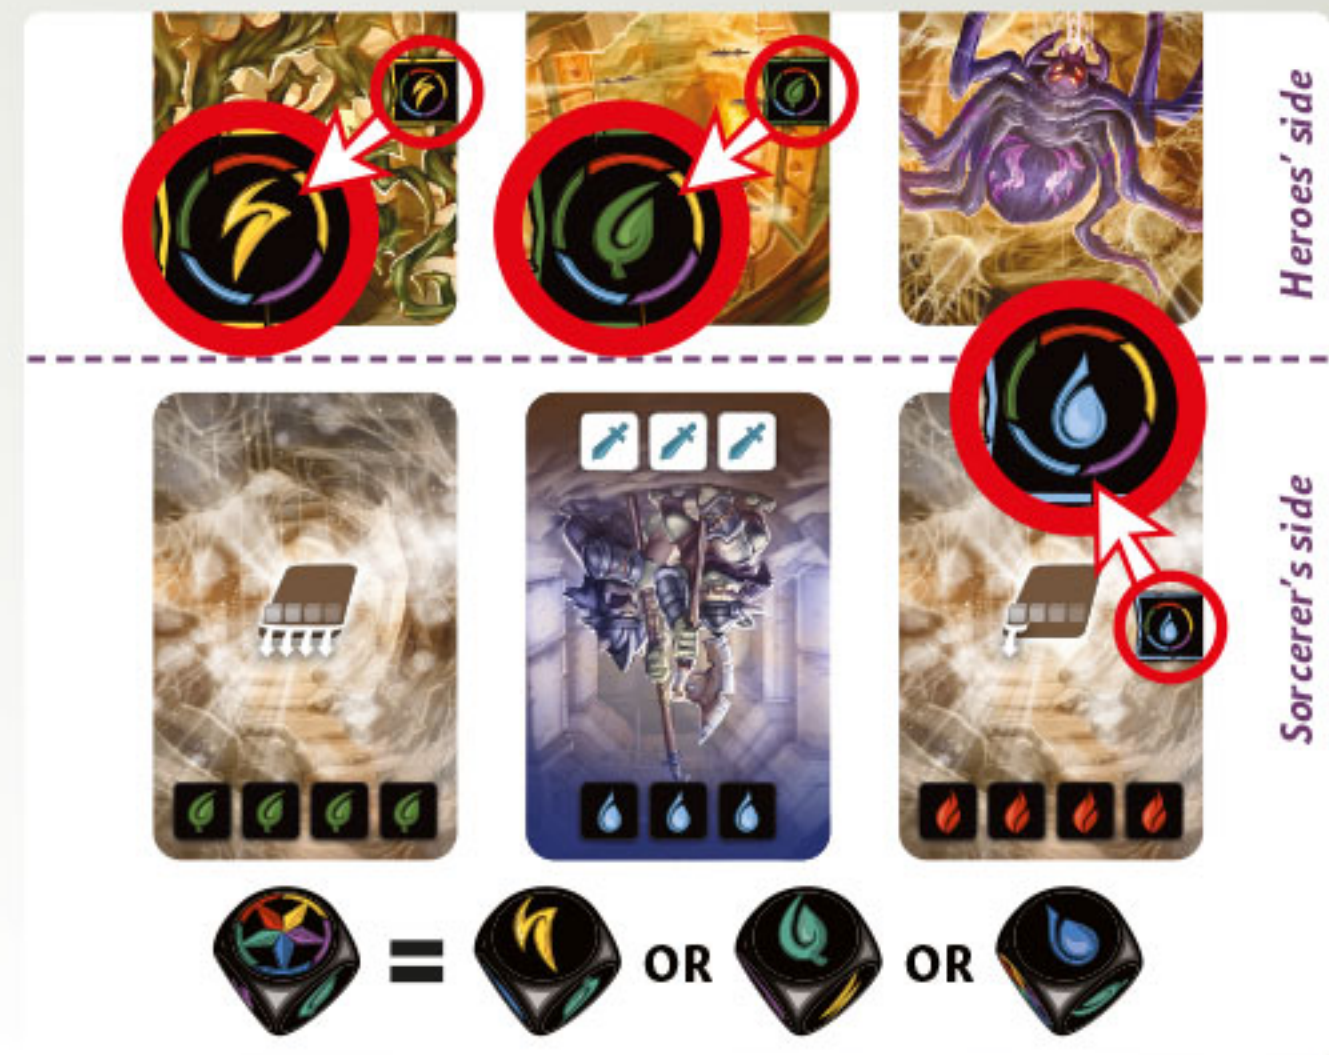 Heroes’ side
Sorcerer’s side
= OR OR